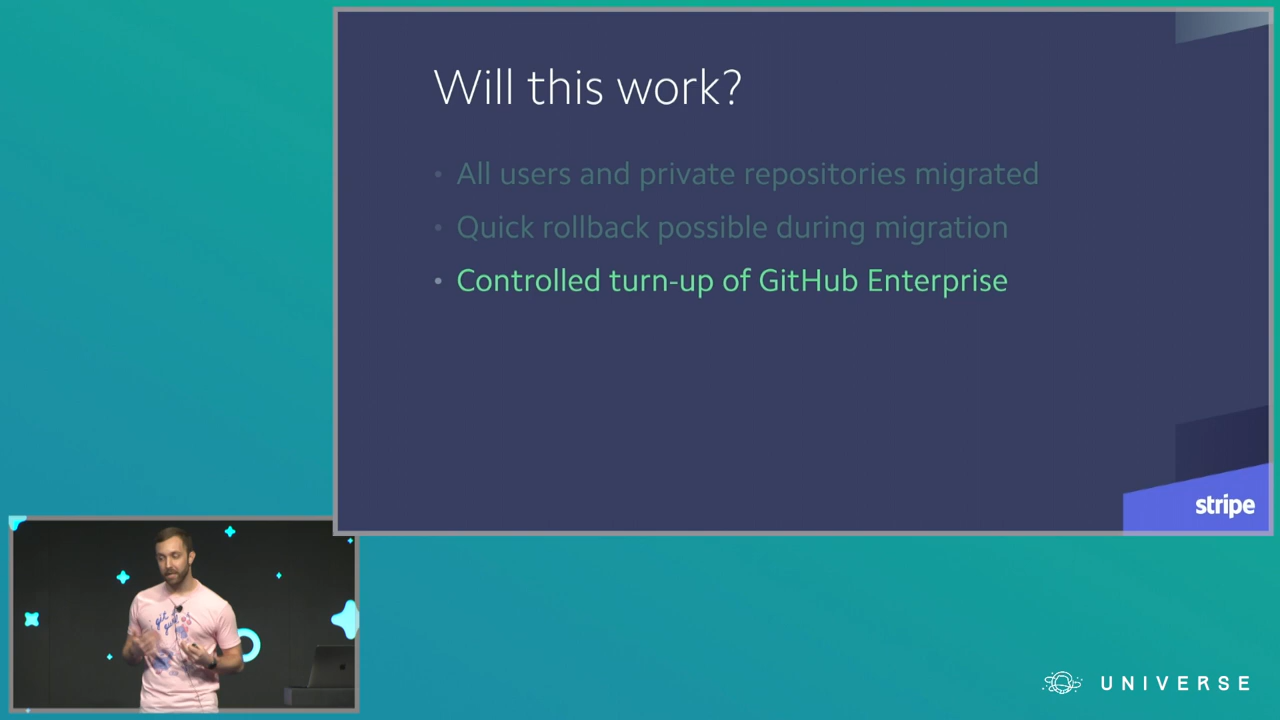 Will this work?
• All users and private repositories migrated
• Quick rollback possible during migration
• Controlled turn-up of GitHub Enterprise
stripe
UNIVERSE